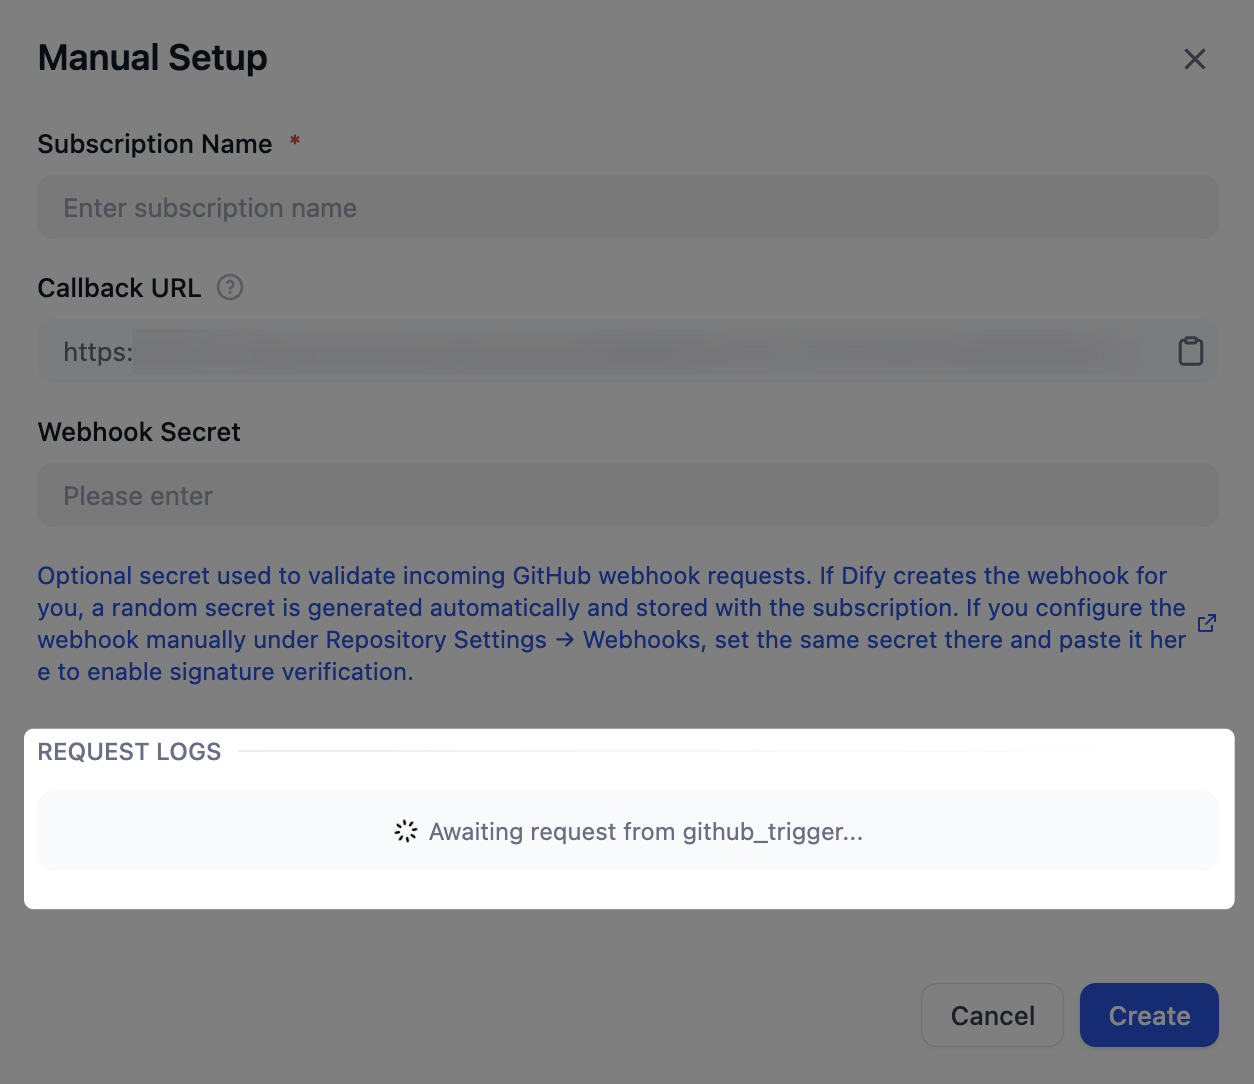 Manual Setup
Subscription Name *
Enter subscription name
Callback URL
https:
Webhook Secret
Please enter
Optional secret used to validate incoming GitHub webhook requests. If Dify creates the webhook for
you, a random secret is generated automatically and stored with the subscription. If you configure the
webhook manually under Repository Settings → Webhooks, set the same secret there and paste it her
e to enable signature verification.
REQUEST LOGS
Awaiting request from github_trigger...
Cancel
Create